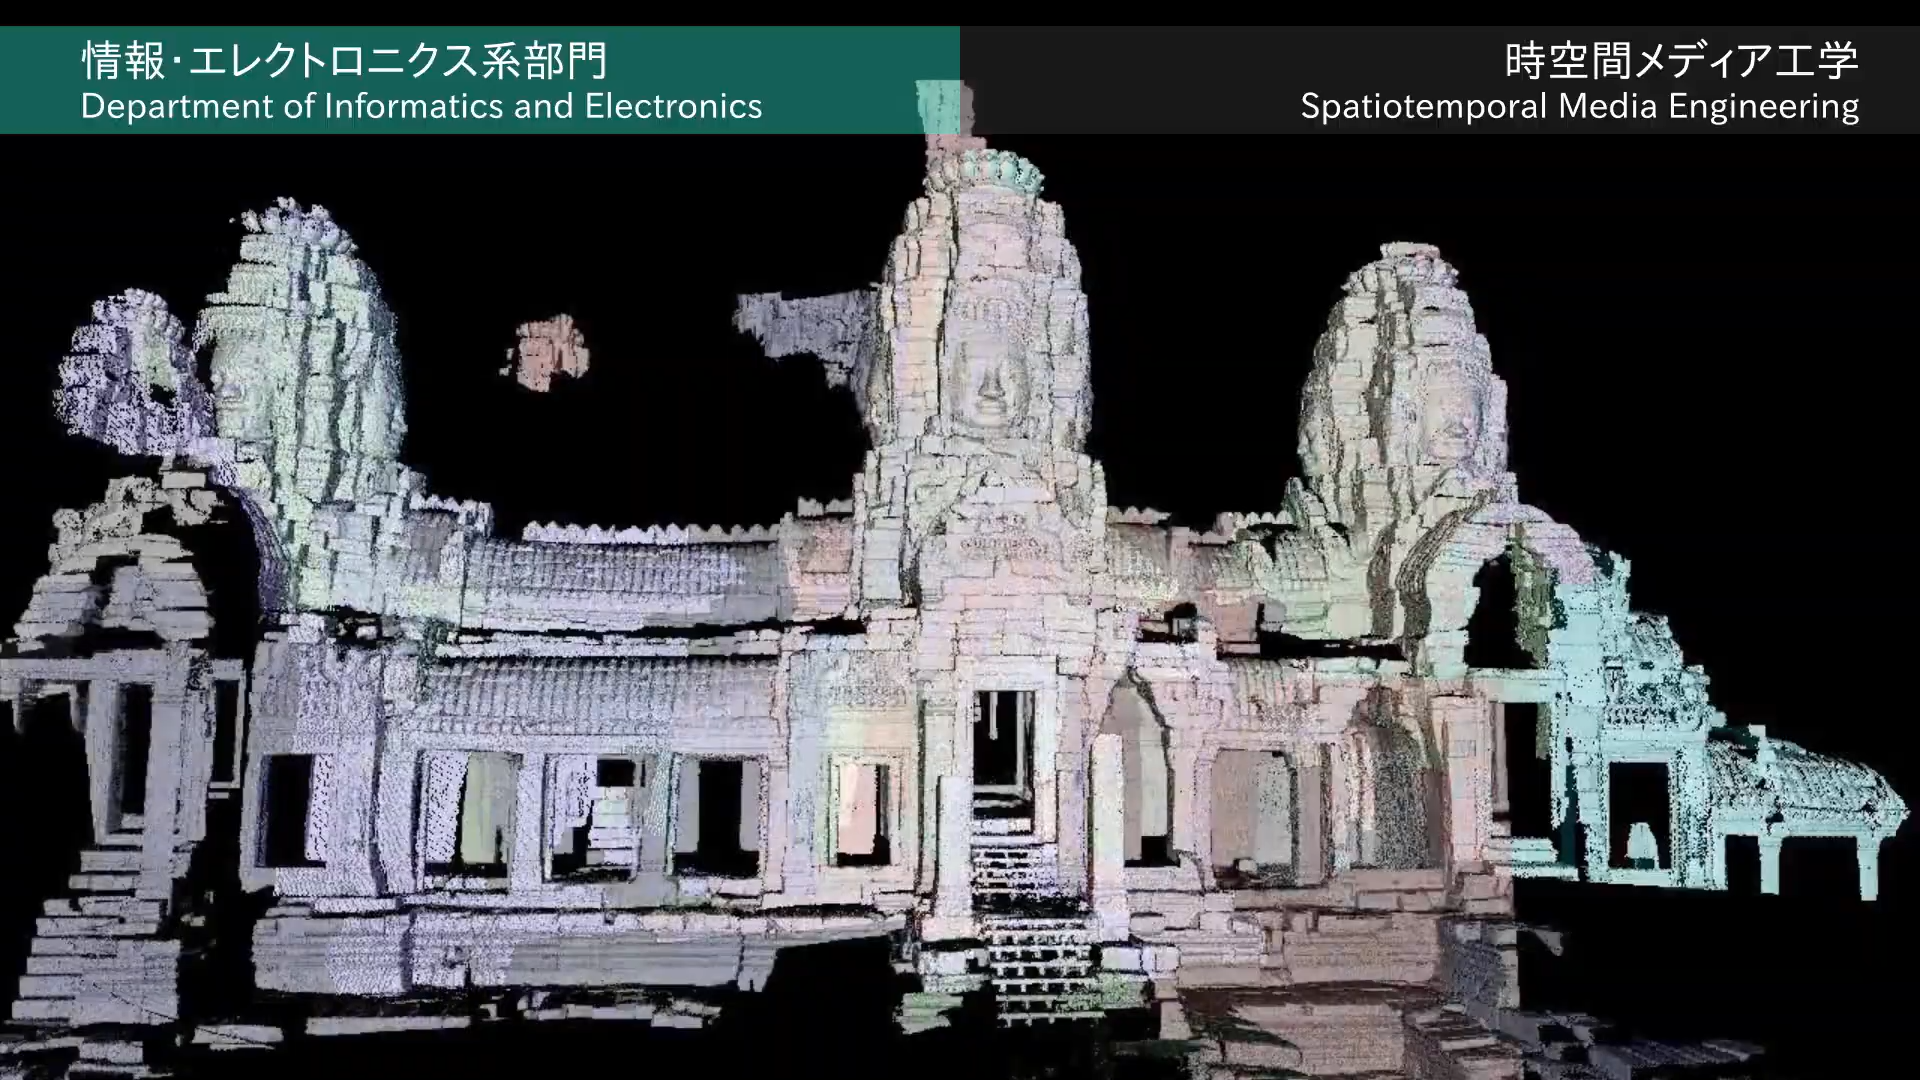 情報・エレクトロニクス系部門
Department of Informatics and Electronics
時空間メディア工学
Spatiotemporal Media Engineering